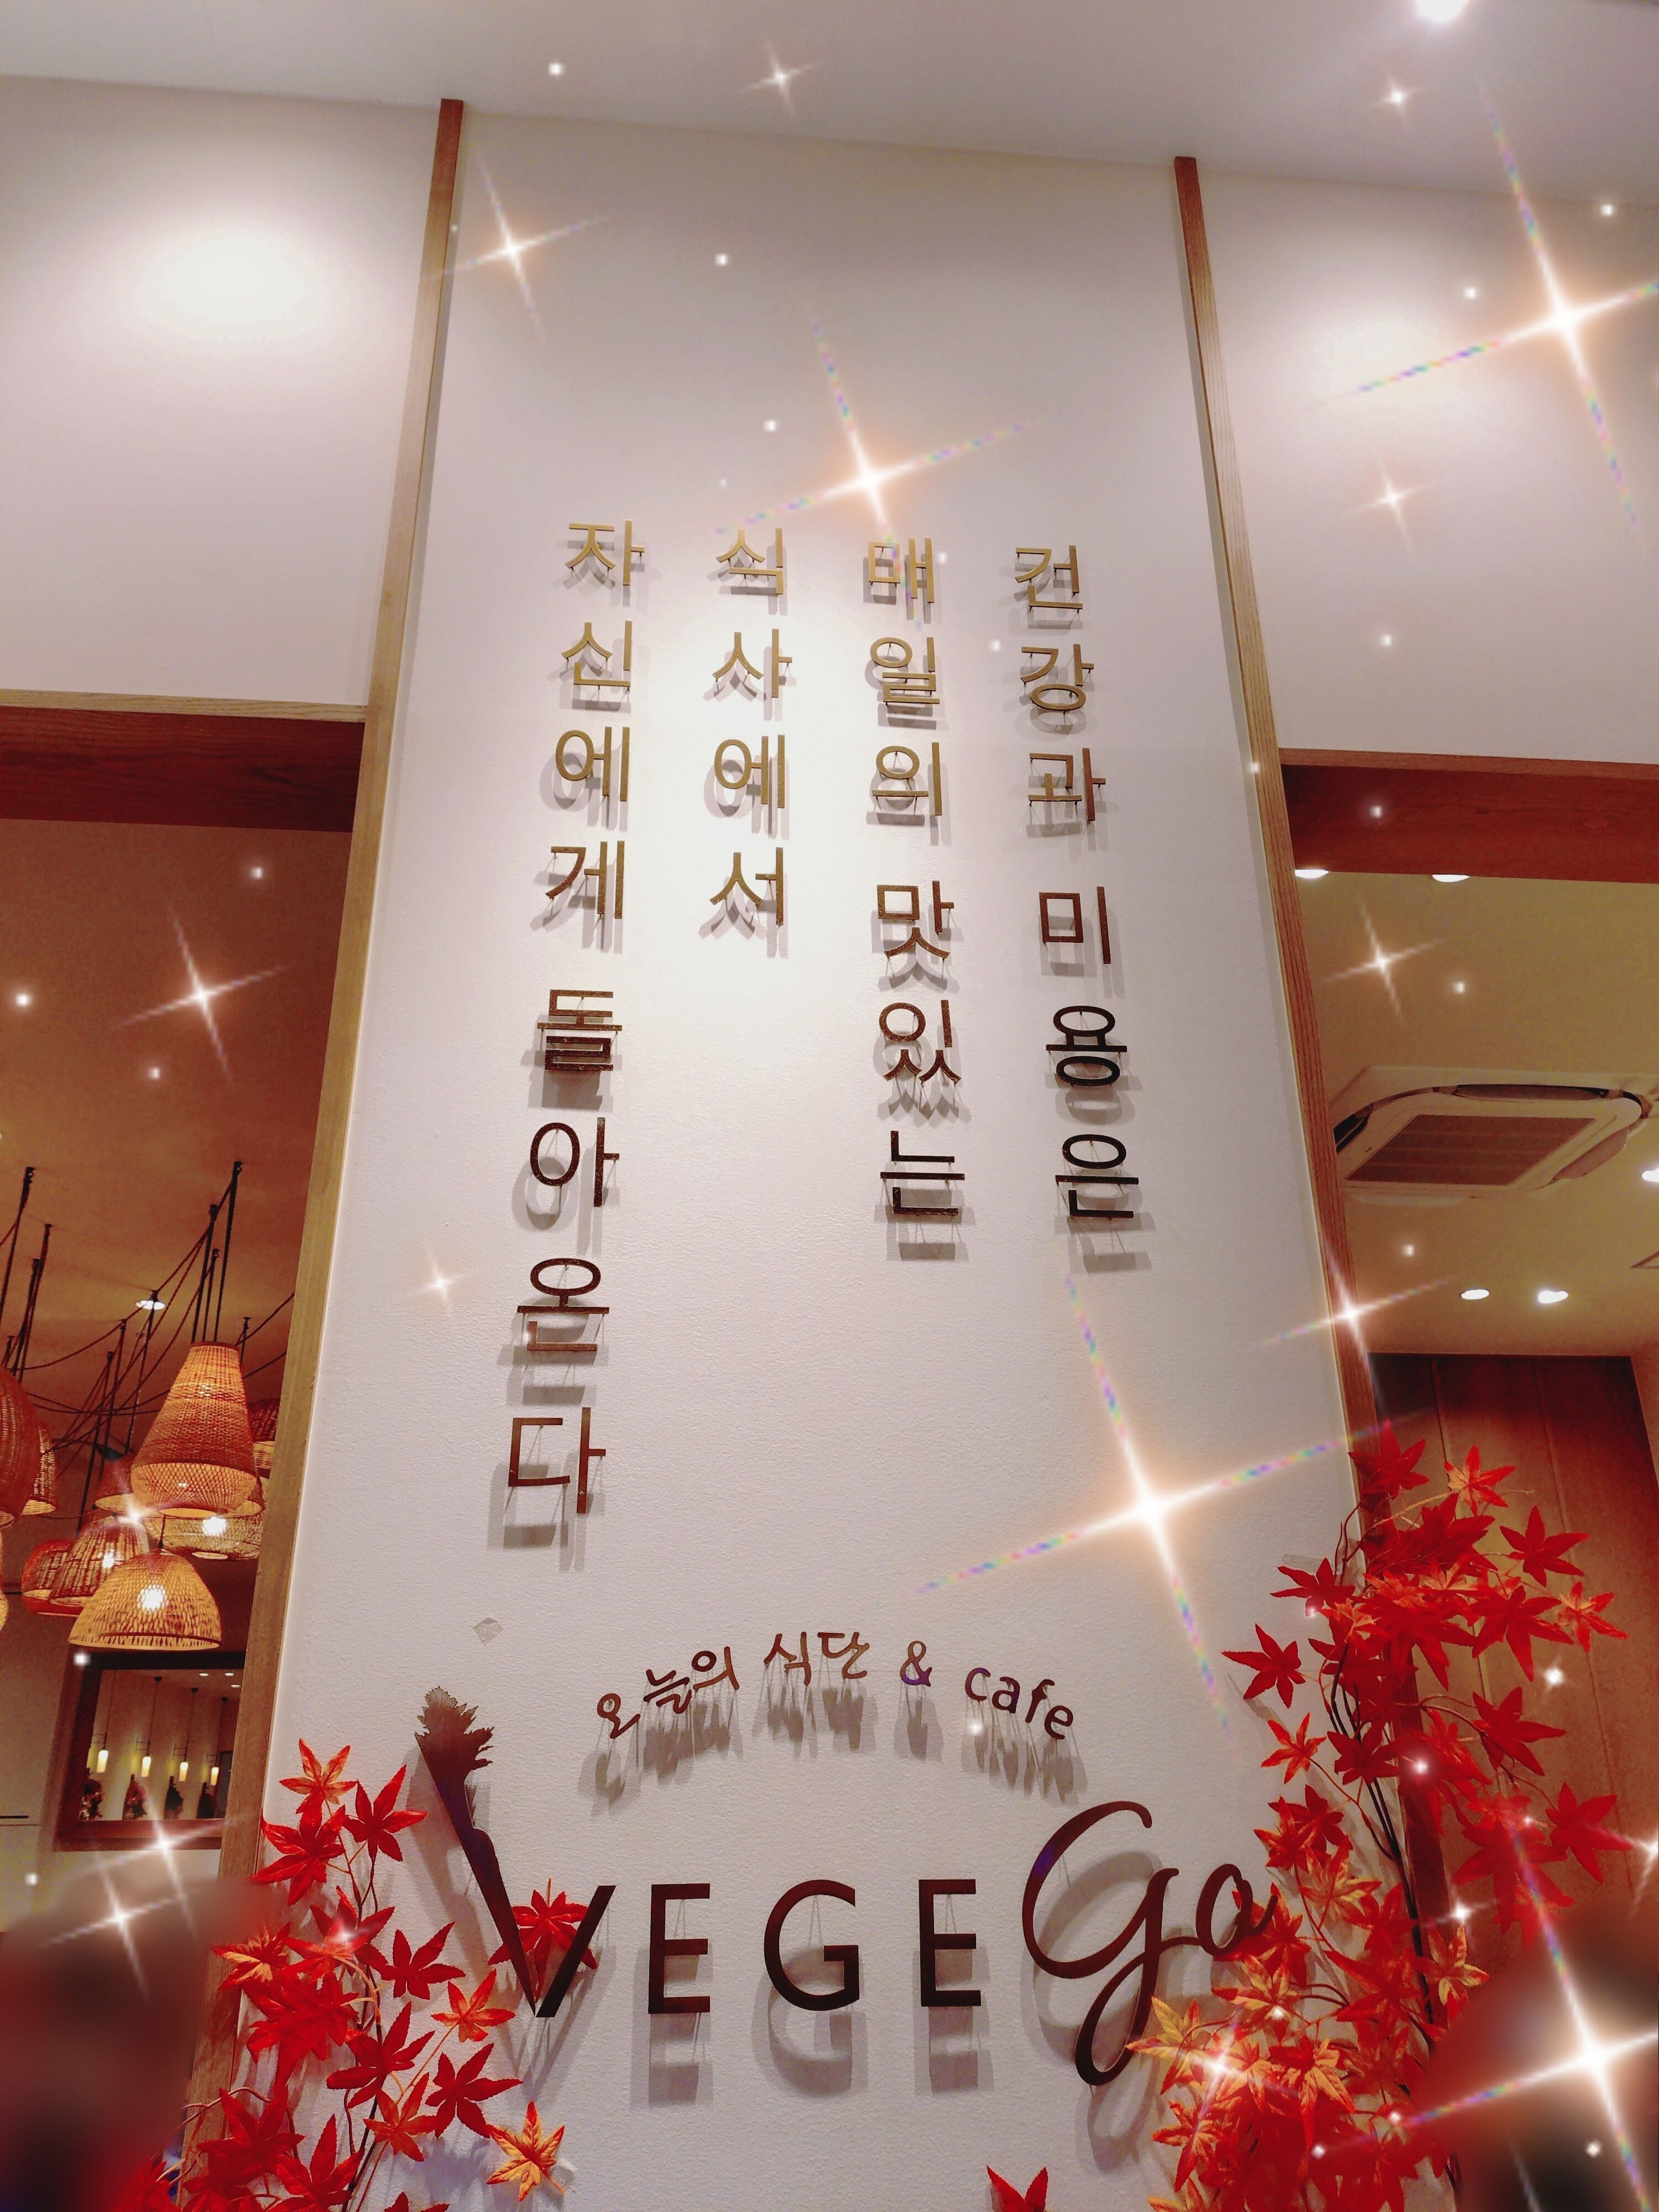 건강과 미용은
매일의 맛있는
식사에서
자신에게 돌아온다
오늘의 식단 & cafe
VEGEGo